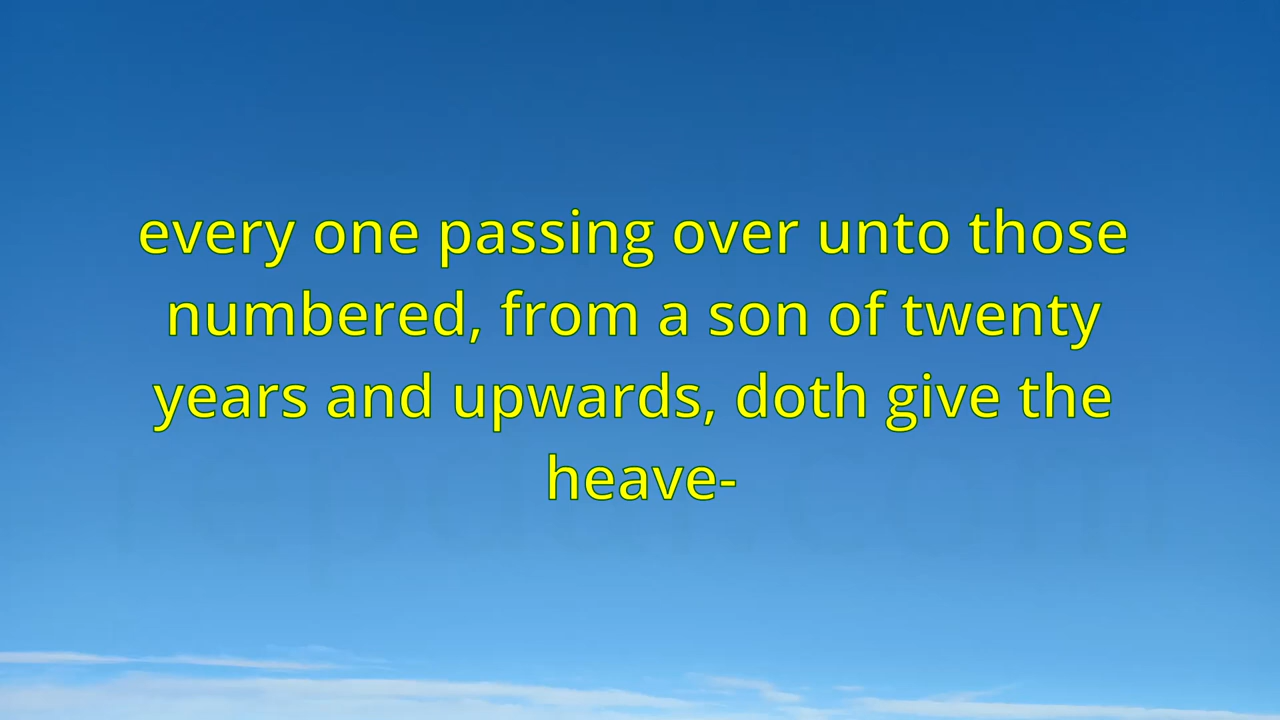 every one passing over unto those
numbered, from a son of twenty
years and upwards, doth give the
heave-